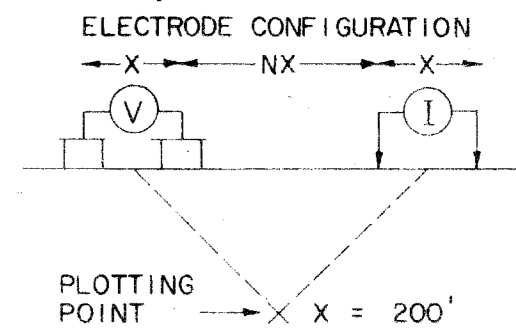 ELECTRODE CONFIGURATION
X NX X
V I
PLOTTING
POINT X = 200'